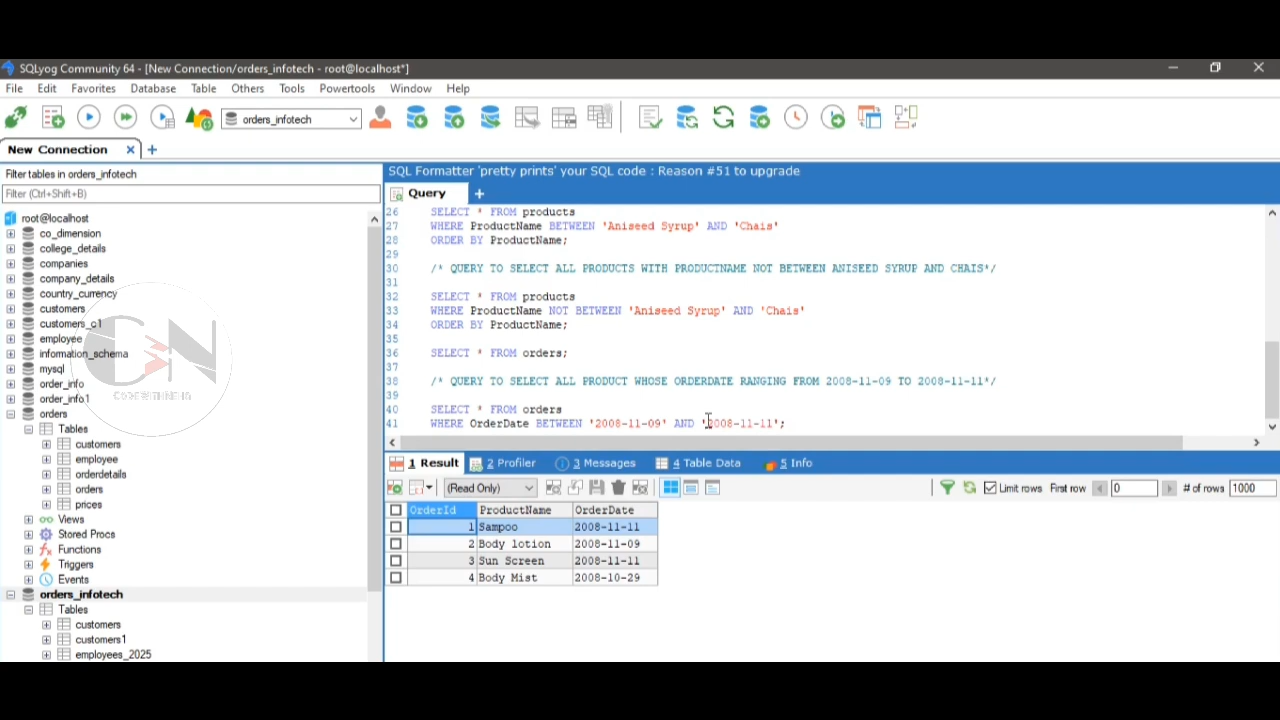 SQLyog Community 64 - [New Connection/orders_infotech - root@localhost*]
File Edit Favorites Database Table Others Tools Powertools Window Help
orders_infotech
New Connection
Filter tables in orders_infotech
Filter (Ctrl+Shift+B)
root@localhost
co_dimension
college_details
companies
company_details
country_currency
customers
customers_c1
employee
information_schema
mysql
order_info
order_info1
orders
Tables
customers
employee
orderdetails
orders
prices
Views
Stored Procs
Functions
Triggers
Events
orders_infotech
Tables
customers
customers1
employees_2025
CN
CODEWITHNEHA
SQL Formatter 'pretty prints' your SQL code : Reason #51 to upgrade
Query
26 SELECT * FROM products
27 WHERE ProductName BETWEEN 'Aniseed Syrup' AND 'Chais'
28 ORDER BY ProductName;
29
30 /* QUERY TO SELECT ALL PRODUCTS WITH PRODUCTNAME NOT BETWEEN ANISEED SYRUP AND CHAIS*/
31
32 SELECT * FROM products
33 WHERE ProductName NOT BETWEEN 'Aniseed Syrup' AND 'Chais'
34 ORDER BY ProductName;
35
36 SELECT * FROM orders;
37
38 /* QUERY TO SELECT ALL PRODUCT WHOSE ORDERDATE RANGING FROM 2008-11-09 TO 2008-11-11*/
39
40 SELECT * FROM orders
41 WHERE OrderDate BETWEEN '2008-11-09' AND '2008-11-11';
1 Result 2 Profiler 3 Messages 4 Table Data 5 Info
(Read Only) Limit rows First row 0 # of rows 1000
OrderId ProductName OrderDate
1 Sampoo 2008-11-11
2 Body lotion 2008-11-09
3 Sun Screen 2008-11-11
4 Body Mist 2008-10-29